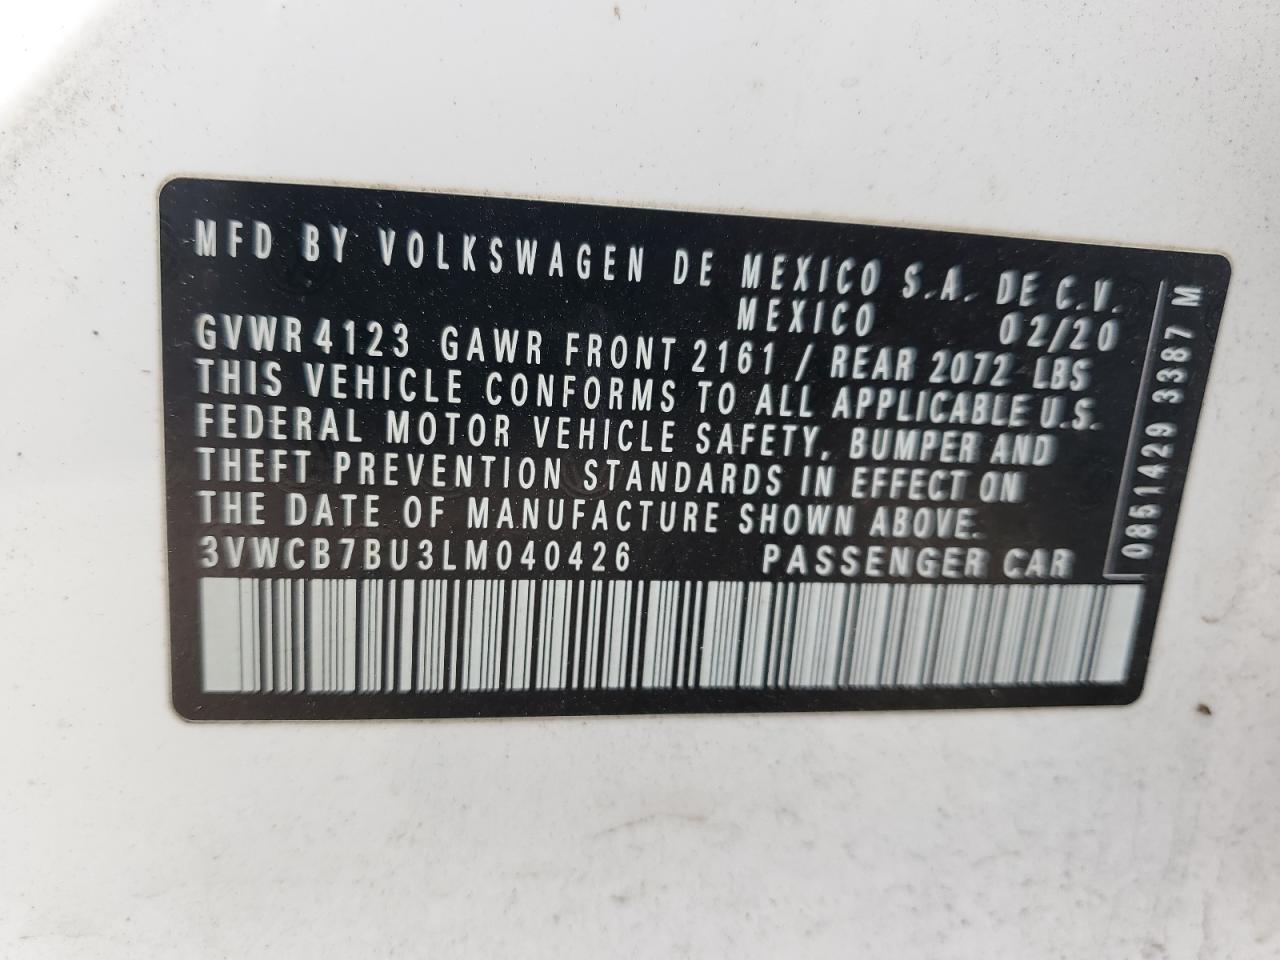 MFD BY VOLKSWAGEN DE MEXICO S.A. DE C.V.
MEXICO 02/20
GVWR 4123 GAWR FRONT 2161 / REAR 2072 LBS
THIS VEHICLE CONFORMS TO ALL APPLICABLE U.S.
FEDERAL MOTOR VEHICLE SAFETY, BUMPER AND
THEFT PREVENTION STANDARDS IN EFFECT ON
THE DATE OF MANUFACTURE SHOWN ABOVE.
3VWCB7BU3LM040426 PASSENGER CAR
0851429 3387 M